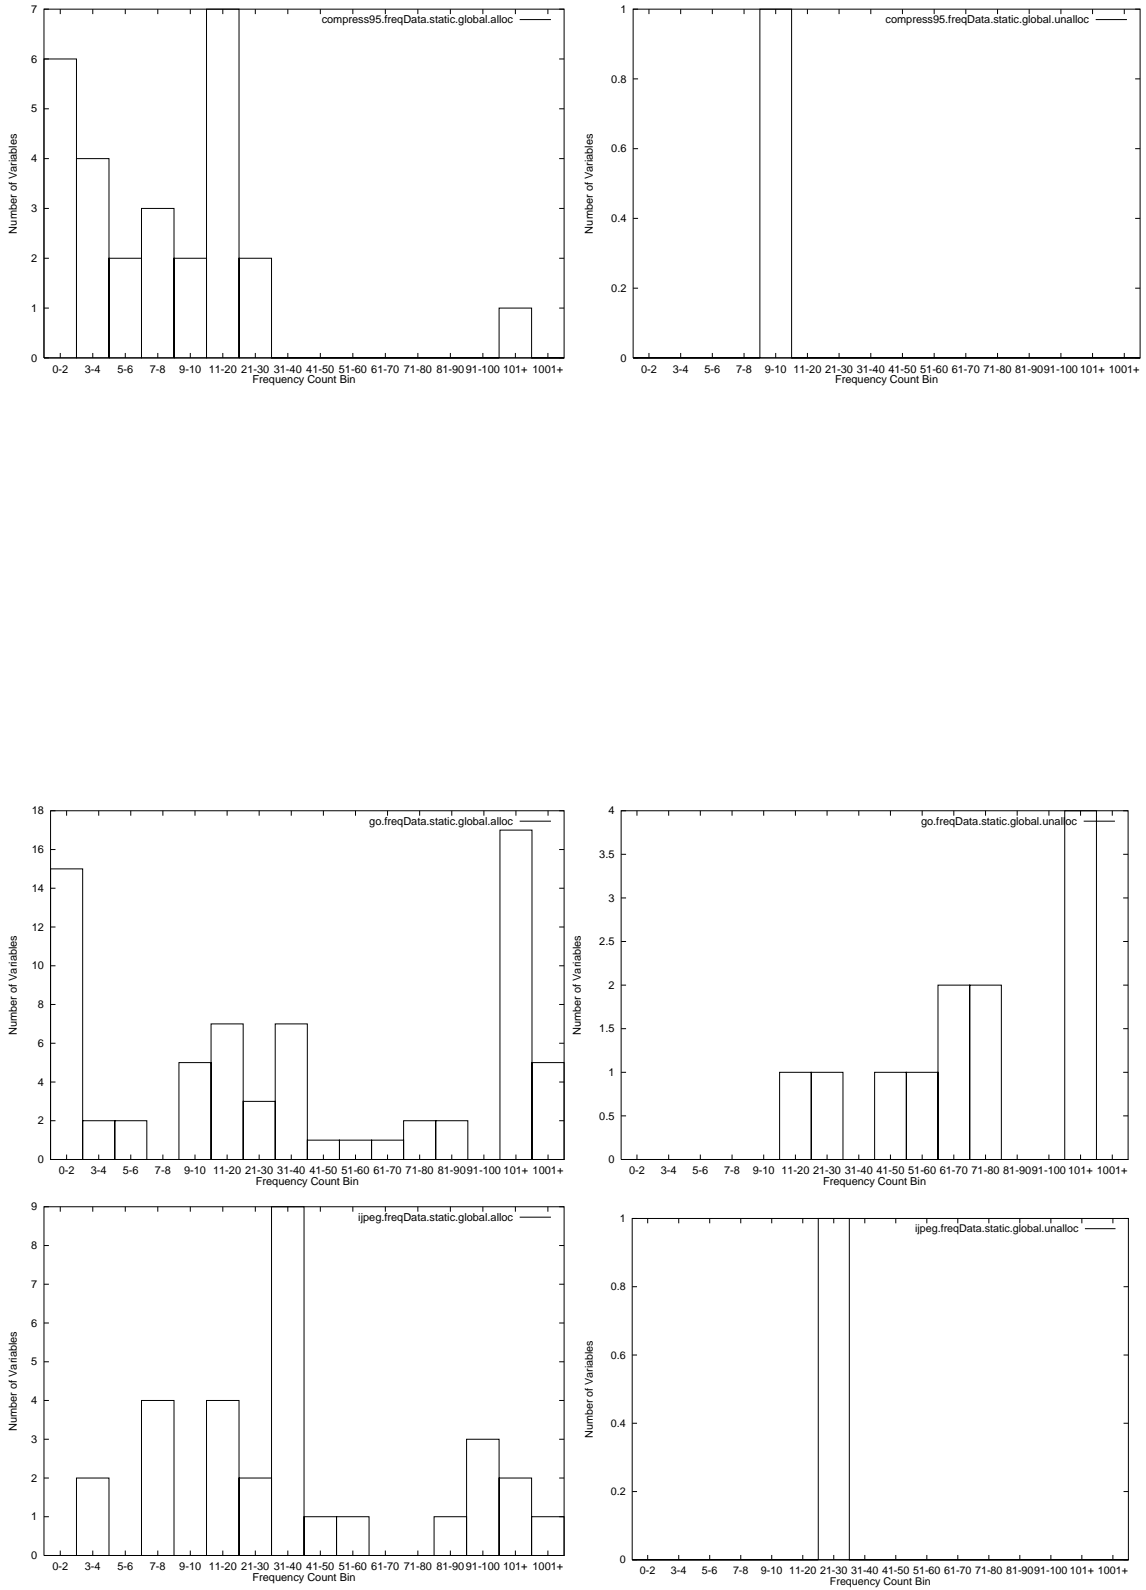 7
compress95.freqData.static.global.alloc
6
5
4
3
2
1
0
Number of Variables
0-2 3-4 5-6 7-8 9-10 11-20 21-30 31-40 41-50 51-60 61-70 71-80 81-90 91-100 101+ 1001+
Frequency Count Bin
1
compress95.freqData.static.global.unalloc
0.8
0.6
0.4
0.2
0
Number of Variables
0-2 3-4 5-6 7-8 9-10 11-20 21-30 31-40 41-50 51-60 61-70 71-80 81-90 91-100 101+ 1001+
Frequency Count Bin
18
go.freqData.static.global.alloc
16
14
12
10
8
6
4
2
0
Number of Variables
0-2 3-4 5-6 7-8 9-10 11-20 21-30 31-40 41-50 51-60 61-70 71-80 81-90 91-100 101+ 1001+
Frequency Count Bin
4
go.freqData.static.global.unalloc
3.5
3
2.5
2
1.5
1
0.5
0
Number of Variables
0-2 3-4 5-6 7-8 9-10 11-20 21-30 31-40 41-50 51-60 61-70 71-80 81-90 91-100 101+ 1001+
Frequency Count Bin
9
ijpeg.freqData.static.global.alloc
8
7
6
5
4
3
2
1
0
Number of Variables
0-2 3-4 5-6 7-8 9-10 11-20 21-30 31-40 41-50 51-60 61-70 71-80 81-90 91-100 101+ 1001+
Frequency Count Bin
1
ijpeg.freqData.static.global.unalloc
0.8
0.6
0.4
0.2
0
Number of Variables
0-2 3-4 5-6 7-8 9-10 11-20 21-30 31-40 41-50 51-60 61-70 71-80 81-90 91-100 101+ 1001+
Frequency Count Bin